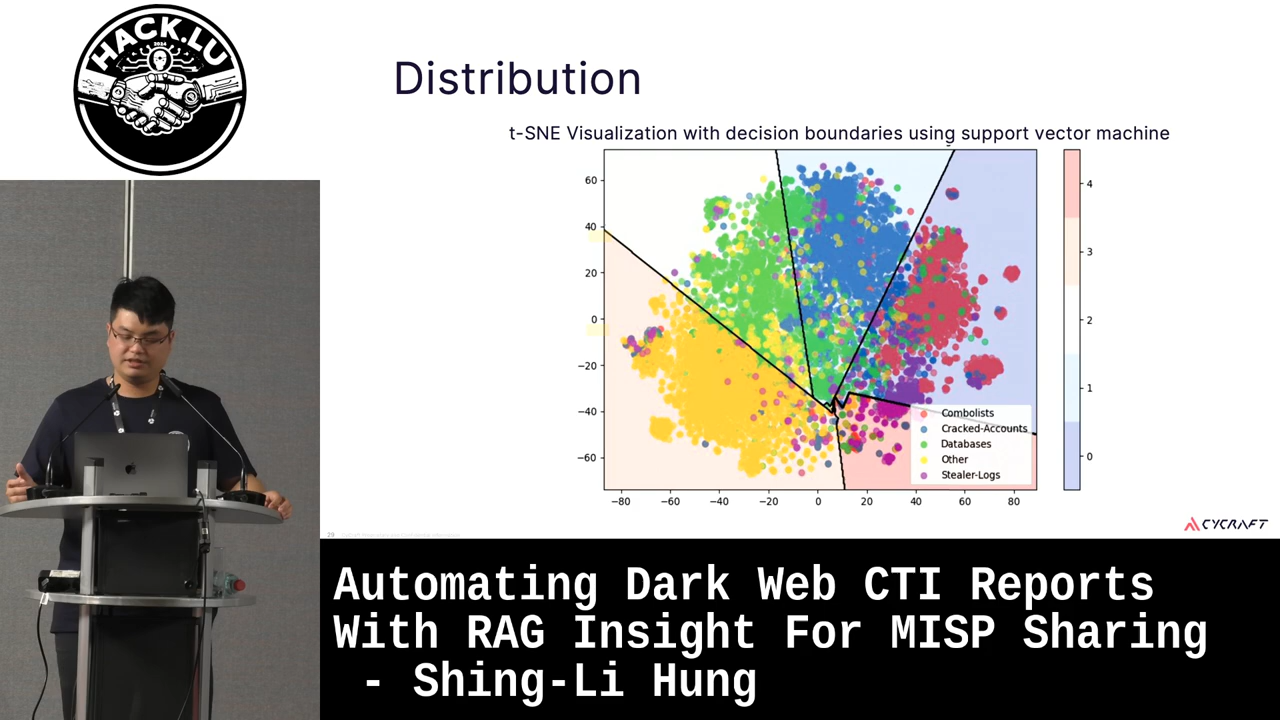 HACK.LU
2024
Distribution
t-SNE Visualization with decision boundaries using support vector machine
60
40
20
0
−20
−40
−60
−80
−60
−40
−20
0
20
40
60
80
Combolists
Cracked-Accounts
Databases
Other
Stealer-Logs
4
3
2
1
0
29
CYCRAFT
Automating Dark Web CTI Reports
With RAG Insight For MISP Sharing
- Shing-Li Hung